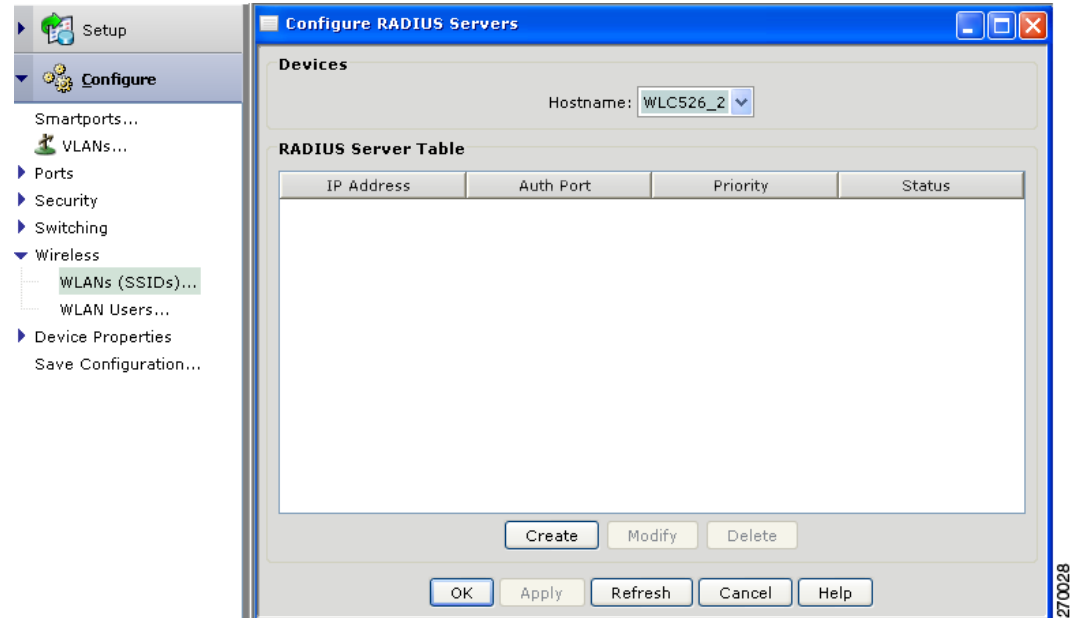 Setup
Configure
Smartports...
VLANs...
Ports
Security
Switching
Wireless
WLANs (SSIDs)...
WLAN Users...
Device Properties
Save Configuration...
Configure RADIUS Servers
Devices
Hostname: WLC526_2
RADIUS Server Table
IP Address Auth Port Priority Status
Create Modify Delete
OK Apply Refresh Cancel Help
270028